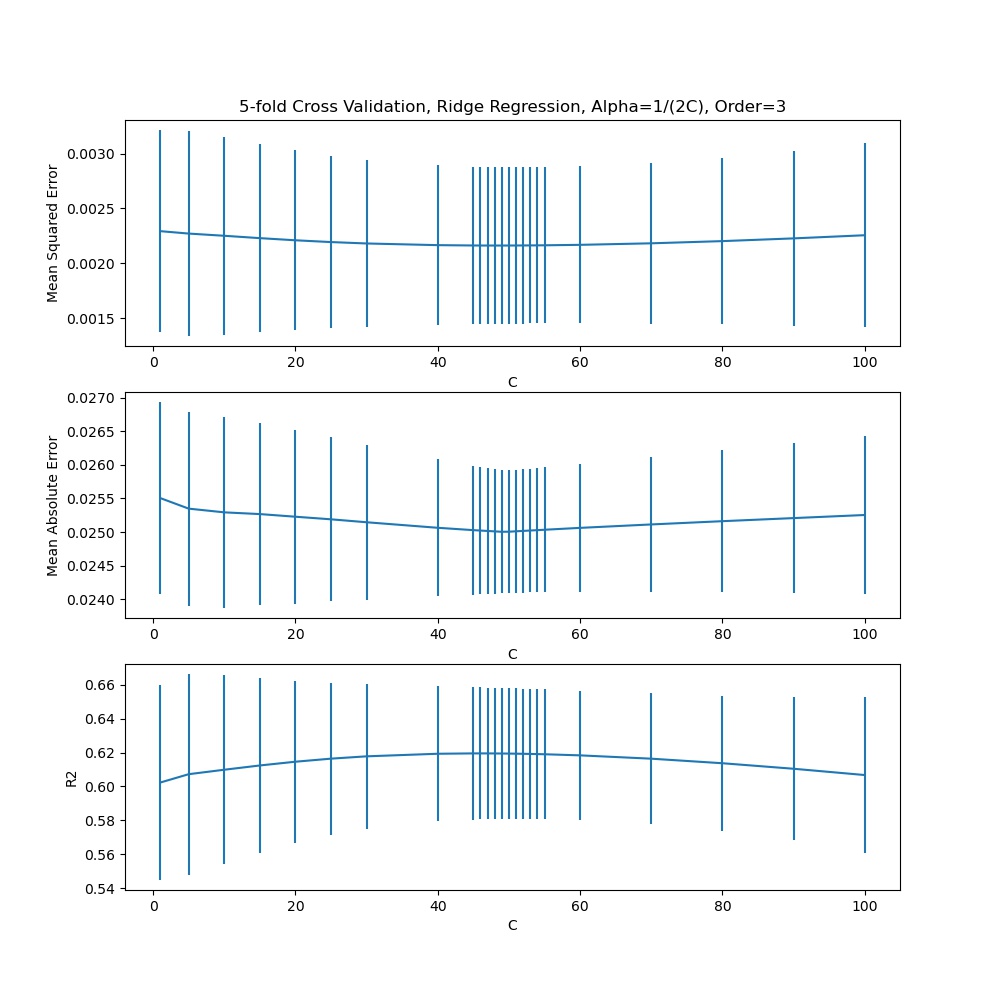 5-fold Cross Validation, Ridge Regression, Alpha=1/(2C), Order=3
Mean Squared Error
0.0030
0.0025
0.0020
0.0015
0 20 40 60 80 100
C
Mean Absolute Error
0.0270
0.0265
0.0260
0.0255
0.0250
0.0245
0.0240
0 20 40 60 80 100
C
R2
0.66
0.64
0.62
0.60
0.58
0.56
0.54
0 20 40 60 80 100
C